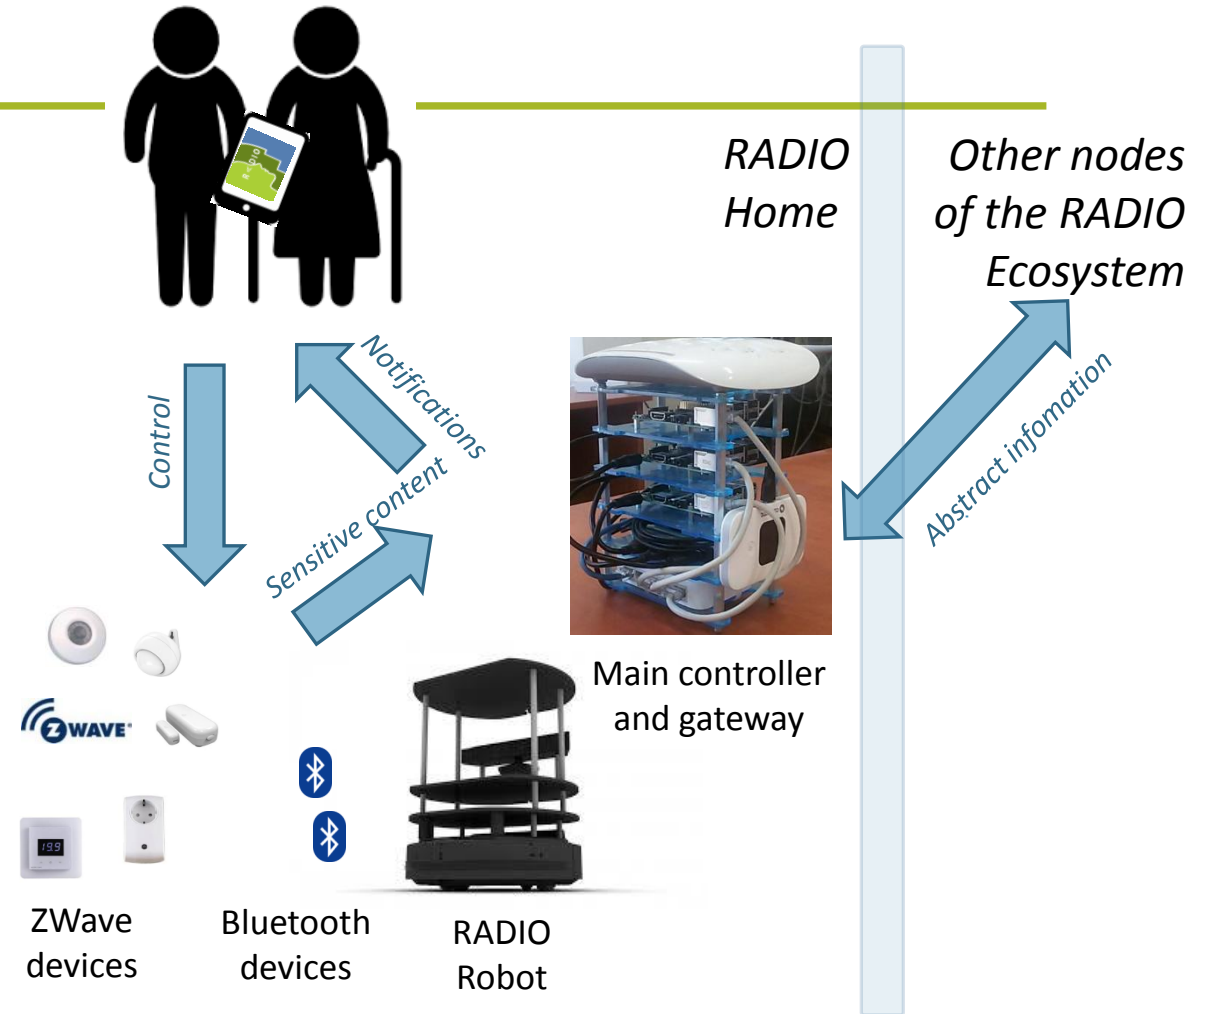 RADIO
Home
Other nodes
of the RADIO
Ecosystem
Control
Notifications
Sensitive content
Abstract infomation
Main controller
and gateway
ZWAVE
19.9
ZWave
devices
Bluetooth
devices
RADIO
Robot